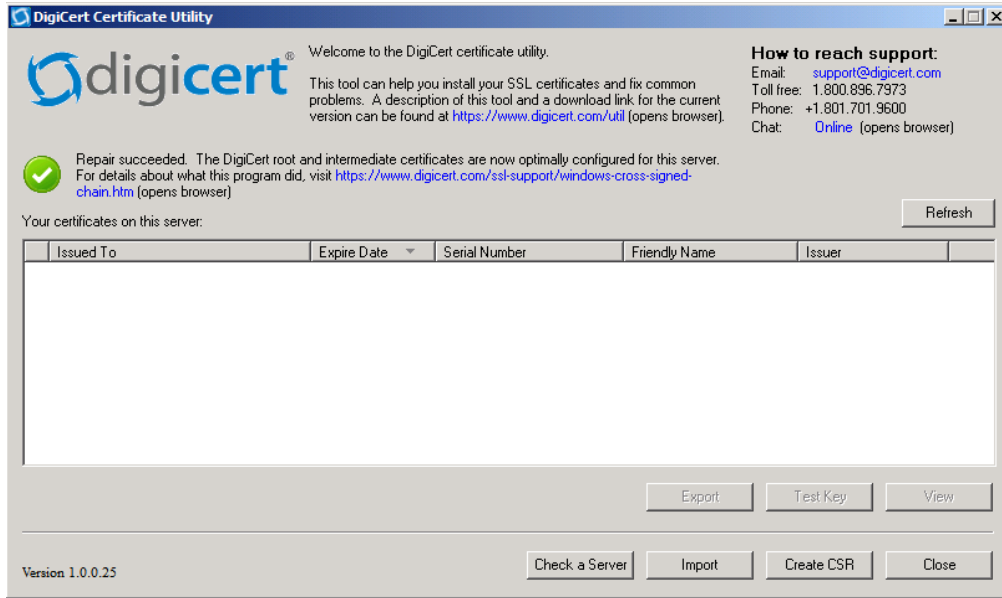 DigiCert Certificate Utility
digicert®
Welcome to the DigiCert certificate utility.
This tool can help you install your SSL certificates and fix common
problems. A description of this tool and a download link for the current
version can be found at https://www.digicert.com/util (opens browser).
How to reach support:
Email: support@digicert.com
Toll free: 1.800.896.7973
Phone: +1.801.701.9600
Chat: Online (opens browser)
Repair succeeded. The DigiCert root and intermediate certificates are now optimally configured for this server.
For details about what this program did, visit https://www.digicert.com/ssl-support/windows-cross-signed-
chain.htm (opens browser)
Refresh
Your certificates on this server:
Issued To Expire Date Serial Number Friendly Name Issuer
Export Test Key View
Version 1.0.0.25
Check a Server Import Create CSR Close